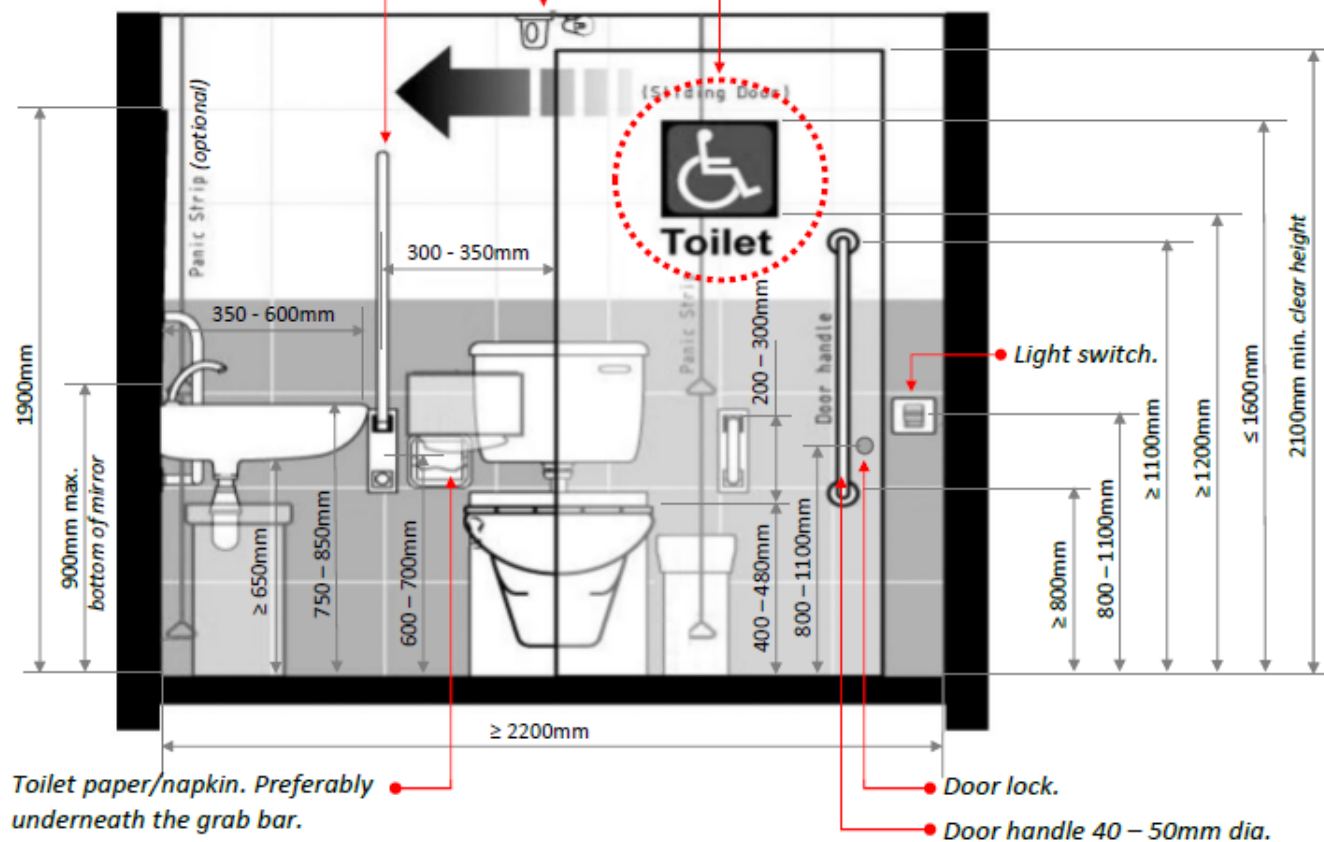 (Sliding Door)
Panic Strip (optional)
Toilet
300 - 350mm
350 - 600mm
Panic Strip
200 – 300mm
Door handle
Light switch.
1900mm
900mm max.
bottom of mirror
≥ 650mm
750 – 850mm
600 – 700mm
400 – 480mm
800 – 1100mm
≥ 800mm
800 – 1100mm
≥ 1100mm
≥ 1200mm
≤ 1600mm
2100mm min. clear height
≥ 2200mm
Toilet paper/napkin. Preferably
underneath the grab bar.
Door lock.
Door handle 40 – 50mm dia.